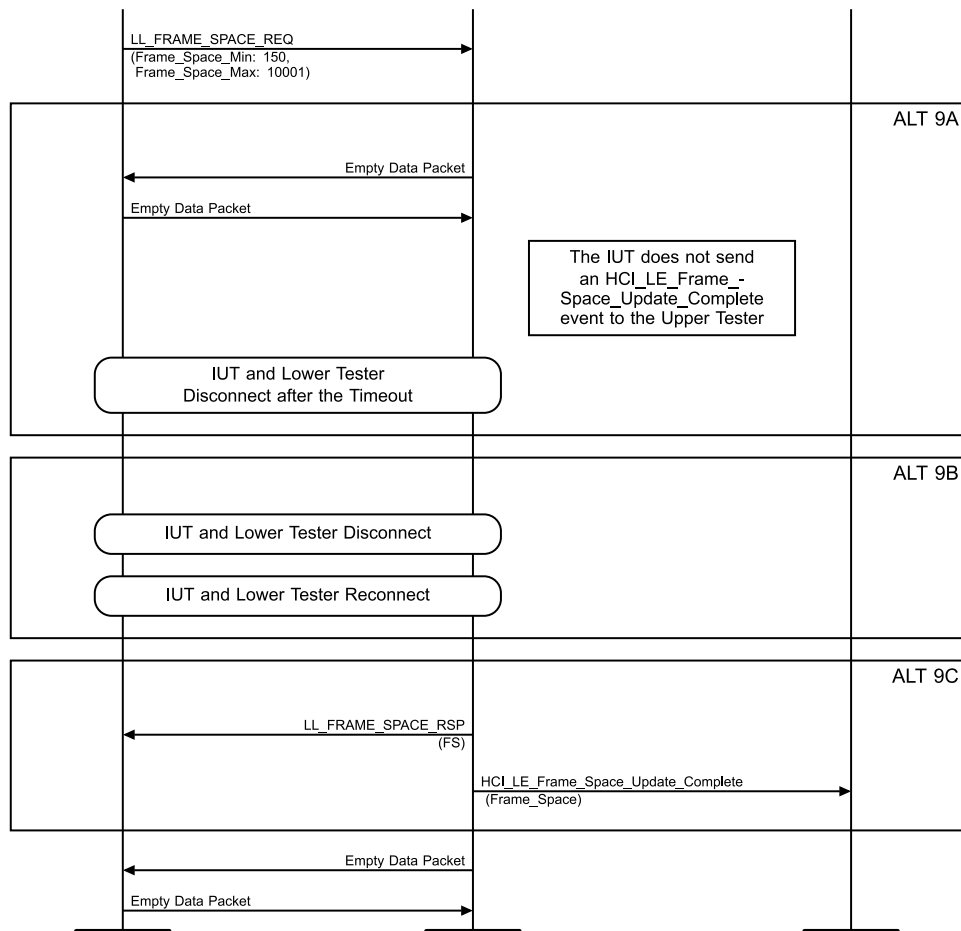 LL_FRAME_SPACE_REQ
(Frame_Space_Min: 150,
Frame_Space_Max: 10001)
ALT 9A
Empty Data Packet
Empty Data Packet
The IUT does not send
an HCI_LE_Frame_-
Space_Update_Complete
event to the Upper Tester
IUT and Lower Tester
Disconnect after the Timeout
ALT 9B
IUT and Lower Tester Disconnect
IUT and Lower Tester Reconnect
ALT 9C
LL_FRAME_SPACE_RSP
(FS)
HCI_LE_Frame_Space_Update_Complete
(Frame_Space)
Empty Data Packet
Empty Data Packet